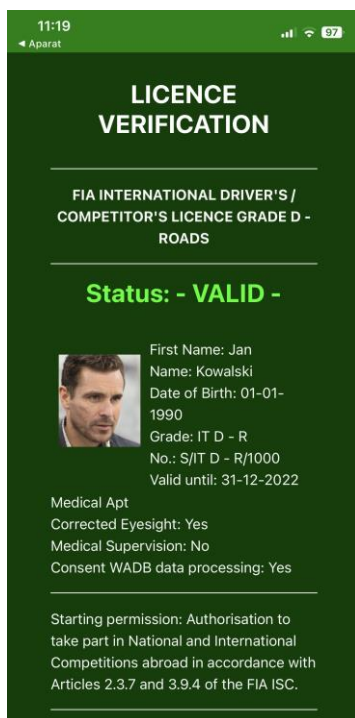 11:19
97
◄ Aparat
LICENCE
VERIFICATION
FIA INTERNATIONAL DRIVER'S /
COMPETITOR'S LICENCE GRADE D -
ROADS
Status: - VALID -
First Name: Jan
Name: Kowalski
Date of Birth: 01-01-
1990
Grade: IT D - R
No.: S/IT D - R/1000
Valid until: 31-12-2022
Medical Apt
Corrected Eyesight: Yes
Medical Supervision: No
Consent WADB data processing: Yes
Starting permission: Authorisation to
take part in National and International
Competitions abroad in accordance with
Articles 2.3.7 and 3.9.4 of the FIA ISC.